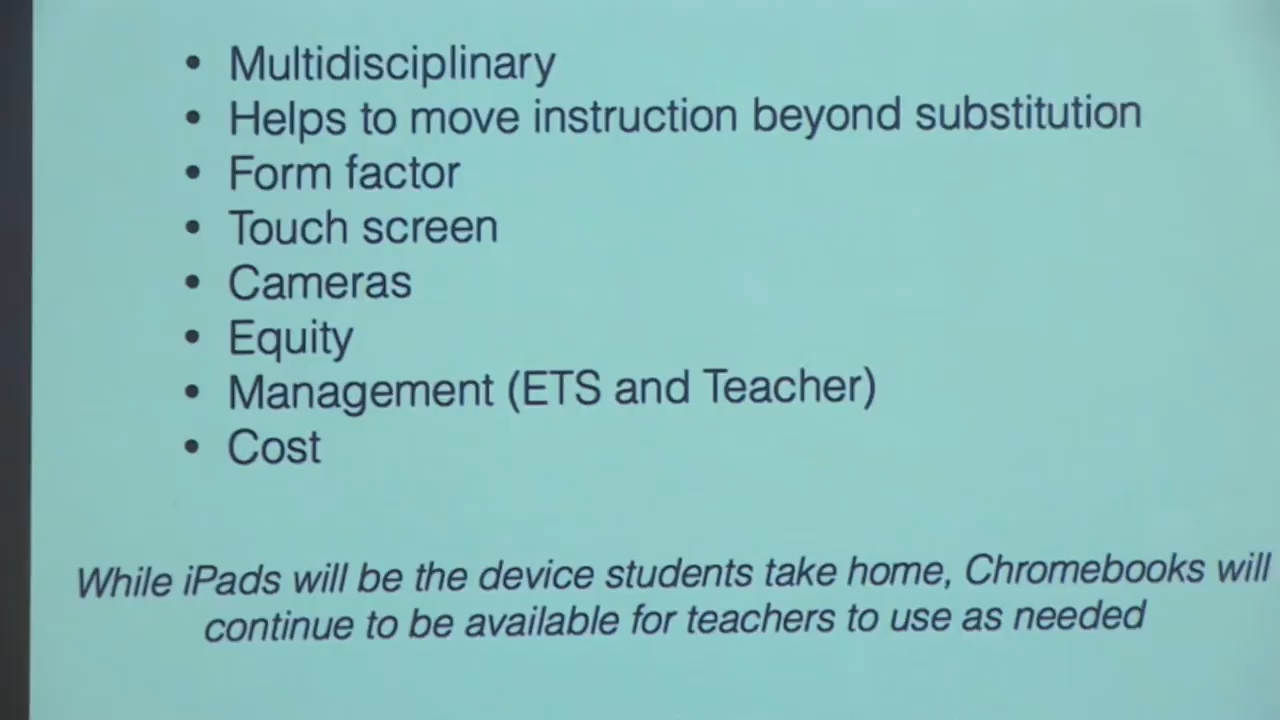 • Multidisciplinary
• Helps to move instruction beyond substitution
• Form factor
• Touch screen
• Cameras
• Equity
• Management (ETS and Teacher)
• Cost
While iPads will be the device students take home, Chromebooks will
continue to be available for teachers to use as needed